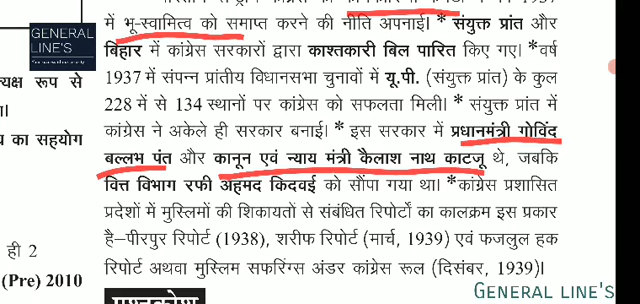 में भू-स्वामित्व को समाप्त करने की नीति अपनाई। * संयुक्त प्रांत और
GENERAL
LINE'S
बिहार में कांग्रेस सरकारों द्वारा काश्तकारी बिल पारित किए गए। *वर्ष
1937 में संपन्न प्रांतीय विधानसभा चुनावों में यू.पी. (संयुक्त प्रांत) के कुल
228 में से 134 स्थानों पर कांग्रेस को सफलता मिली। * संयुक्त प्रांत में
कांग्रेस ने अकेले ही सरकार बनाई। * इस सरकार में प्रधानमंत्री गोविंद
बल्लभ पंत और कानून एवं न्याय मंत्री कैलाश नाथ काटजू थे, जबकि
वित्त विभाग रफी अहमद किदवई को सौंपा गया था। *कांग्रेस प्रशासित
प्रदेशों में मुस्लिमों की शिकायतों से संबंधित रिपोर्टों का कालक्रम इस प्रकार
है–पीरपुर रिपोर्ट (1938), शरीफ रिपोर्ट (मार्च, 1939) एवं फजलुल हक
रिपोर्ट अथवा मुस्लिम सफरिंग्स अंडर कांग्रेस रूल (दिसंबर, 1939)।
रूप से
का सहयोग
ही 2
(Pre) 2010
GENERAL LINE'S